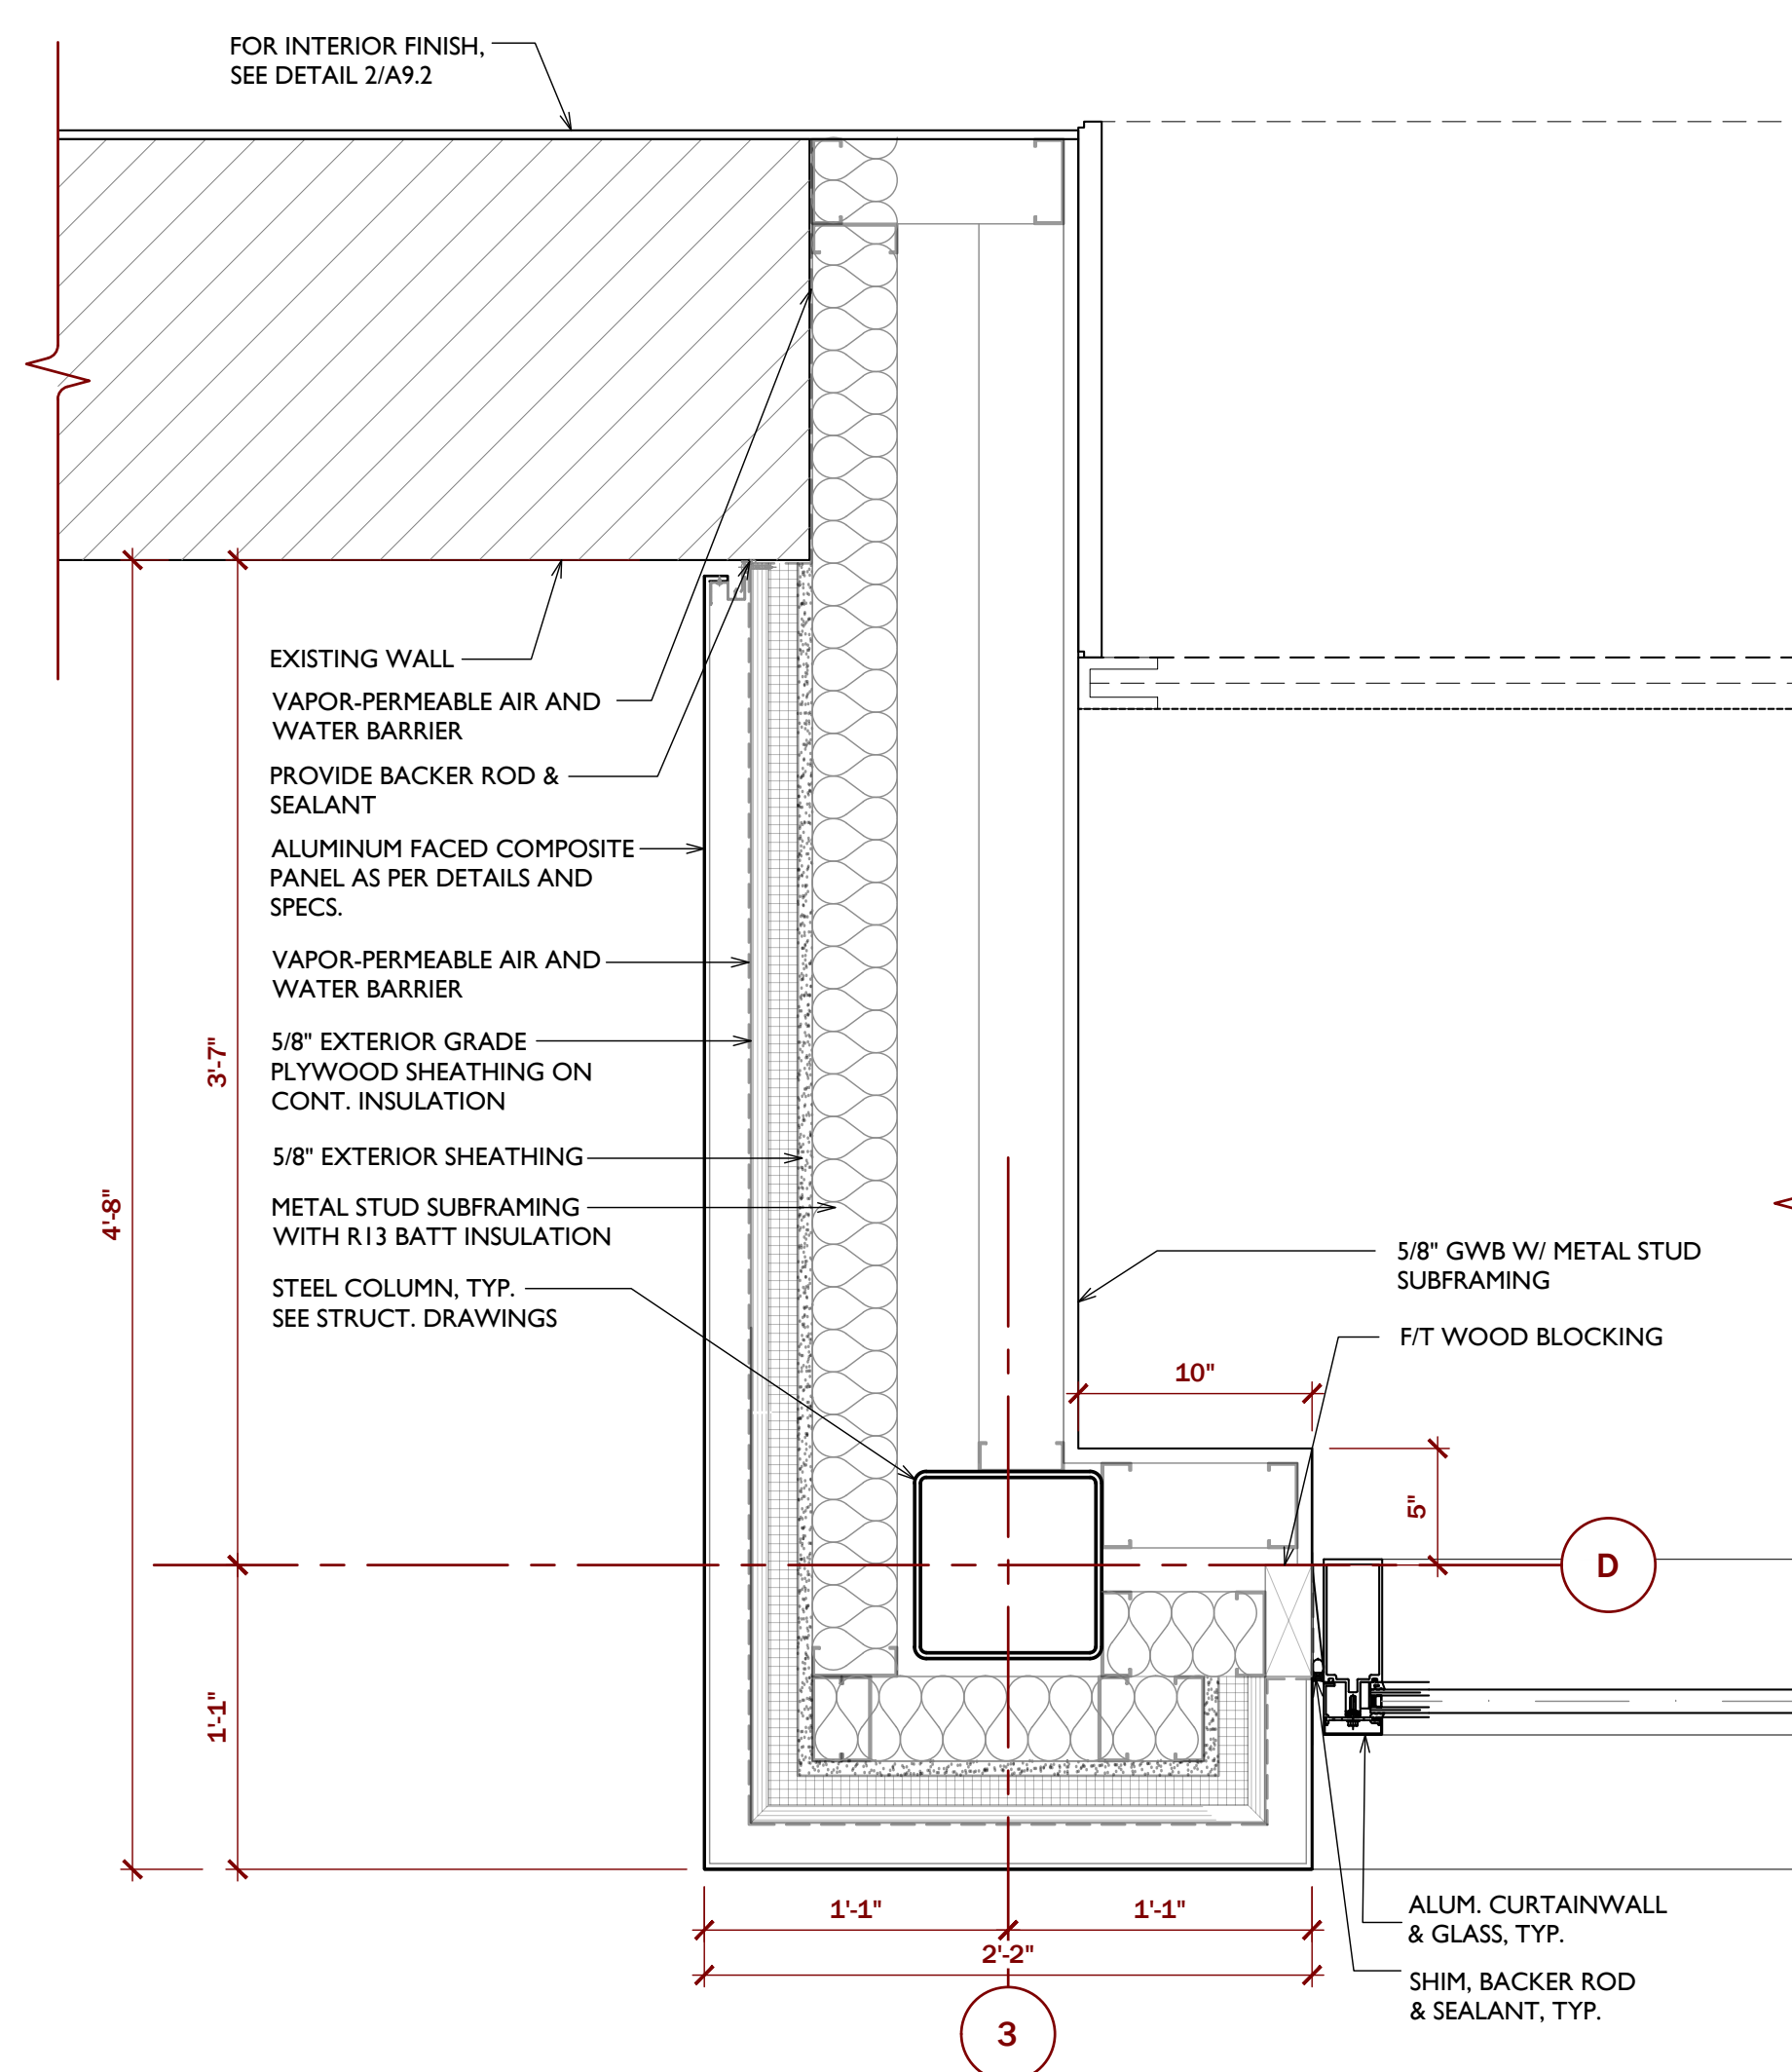 FOR INTERIOR FINISH,
SEE DETAIL 2/A9.2
EXISTING WALL
VAPOR-PERMEABLE AIR AND
WATER BARRIER
PROVIDE BACKER ROD &
SEALANT
ALUMINUM FACED COMPOSITE
PANEL AS PER DETAILS AND
SPECS.
VAPOR-PERMEABLE AIR AND
WATER BARRIER
5/8" EXTERIOR GRADE
PLYWOOD SHEATHING ON
CONT. INSULATION
5/8" EXTERIOR SHEATHING
METAL STUD SUBFRAMING
WITH R13 BATT INSULATION
STEEL COLUMN, TYP.
SEE STRUCT. DRAWINGS
3'-7"
4'-8"
1'-1"
5/8" GWB W/ METAL STUD
SUBFRAMING
F/T WOOD BLOCKING
10"
5"
D
1'-1"
1'-1"
2'-2"
3
ALUM. CURTAINWALL
& GLASS, TYP.
SHIM, BACKER ROD
& SEALANT, TYP.